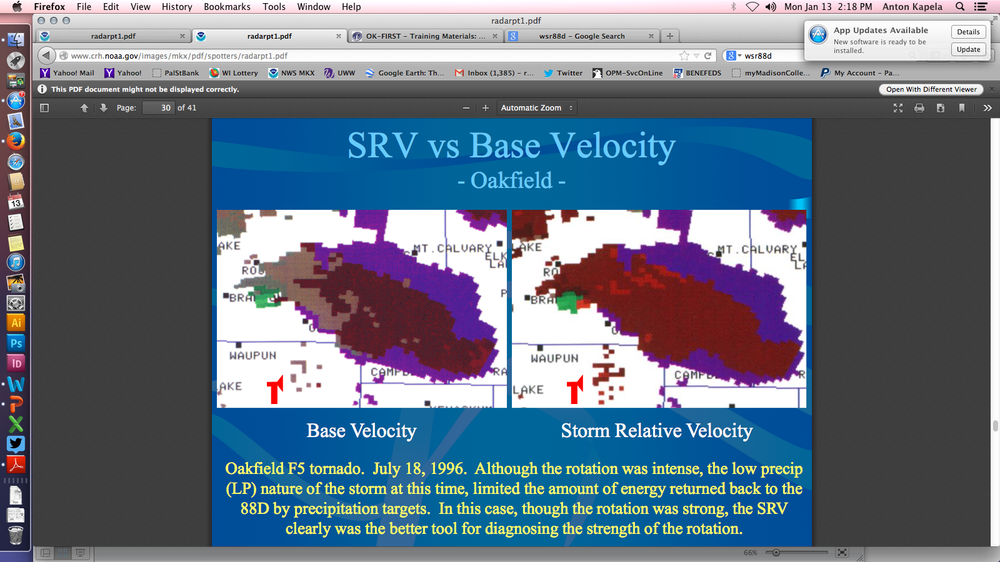 Firefox File Edit View History Bookmarks Tools Window Help
Mon Jan 13 2:18 PM Anton Kapela
radarpt1.pdf
radarpt1.pdf
radarpt1.pdf
OK-FIRST - Training Materials: ...
wsr88d - Google Search
App Updates Available
New software is ready to be
installed.
Details
Update
www.crh.noaa.gov/images/mkx/pdf/spotters/radarpt1.pdf
wsr88d
Yahoo! Mail
Yahoo!
PalStBank
WI Lottery
NWS MKX
UWW
Google Earth: Th...
Inbox (1,385) - r...
Twitter
OPM-SvcOnLine
BENEFEDS
myMadisonColle...
My Account - Pa...
This PDF document might not be displayed correctly.
Open With Different Viewer
Page: 30 of 41
Automatic Zoom
SRV vs Base Velocity
- Oakfield -
AKE
MT.CALVARY
ELK
LA
ROS
BRA
WAUPUN
CAMPB
RA
AKE
LAKE
MT.CALVARY
EL
RO
BRA
WAUPUN
CAMPB
R
LAKE
T
T
Base Velocity
Storm Relative Velocity
Oakfield F5 tornado. July 18, 1996. Although the rotation was intense, the low precip
(LP) nature of the storm at this time, limited the amount of energy returned back to the
88D by precipitation targets. In this case, though the rotation was strong, the SRV
clearly was the better tool for diagnosing the strength of the rotation.
JAN
13
2
Ai
Ps
Id
W
P
X
66%